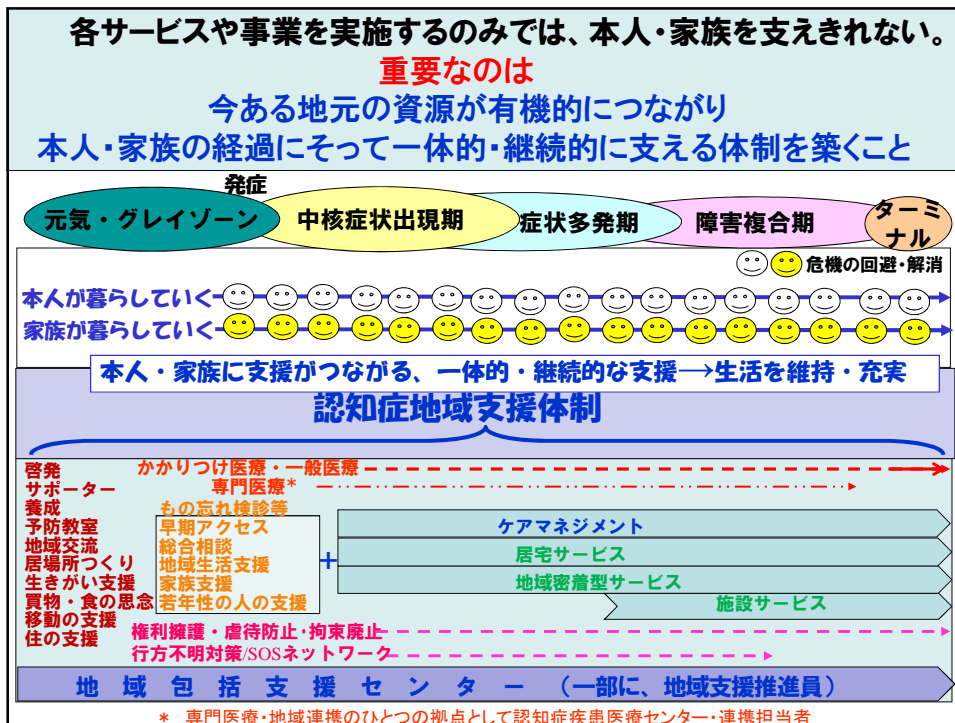 各サービスや事業を実施するのみでは、本人・家族を支えきれない。
重要なのは
今ある地元の資源が有機的につながり
本人・家族の経過にそって一体的・継続的に支える体制を築くこと
発症
元気・グレイゾーン
中核症状出現期
症状多発期
障害複合期
ターミ
ナル
危機の回避・解消
本人が暮らしていく
家族が暮らしていく
本人・家族に支援がつながる、一体的・継続的な支援→生活を維持・充実
認知症地域支援体制
啓発
サポーター
養成
予防教室
地域交流
居場所つくり
生きがい支援
買物・食の思念
移動の支援
住の支援
かかりつけ医療・一般医療
専門医療*
もの忘れ検診等
早期アクセス
総合相談
地域生活支援
家族支援
若年性の人の支援
+
ケアマネジメント
居宅サービス
地域密着型サービス
施設サービス
権利擁護・虐待防止・拘束廃止
行方不明対策/SOSネットワーク
地域包括支援センター（一部に、地域支援推進員）
* 専門医療・地域連携のひとつの拠点として認知症疾患医療センター・連携担当者